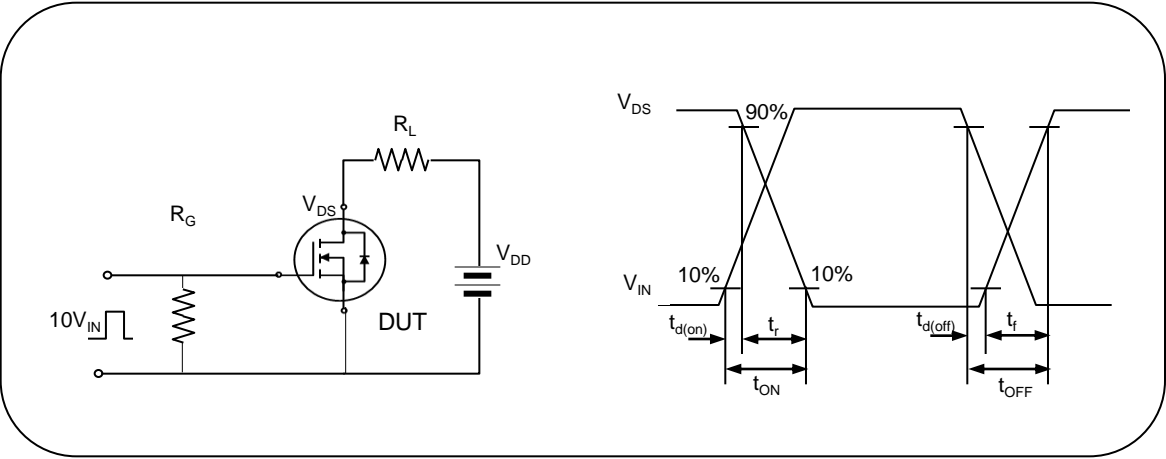 R_L
R_G
V_DS
V_DD
10V_IN
DUT
V_DS
90%
V_IN
10%
10%
t_d(on)
t_r
t_d(off)
t_f
t_ON
t_OFF